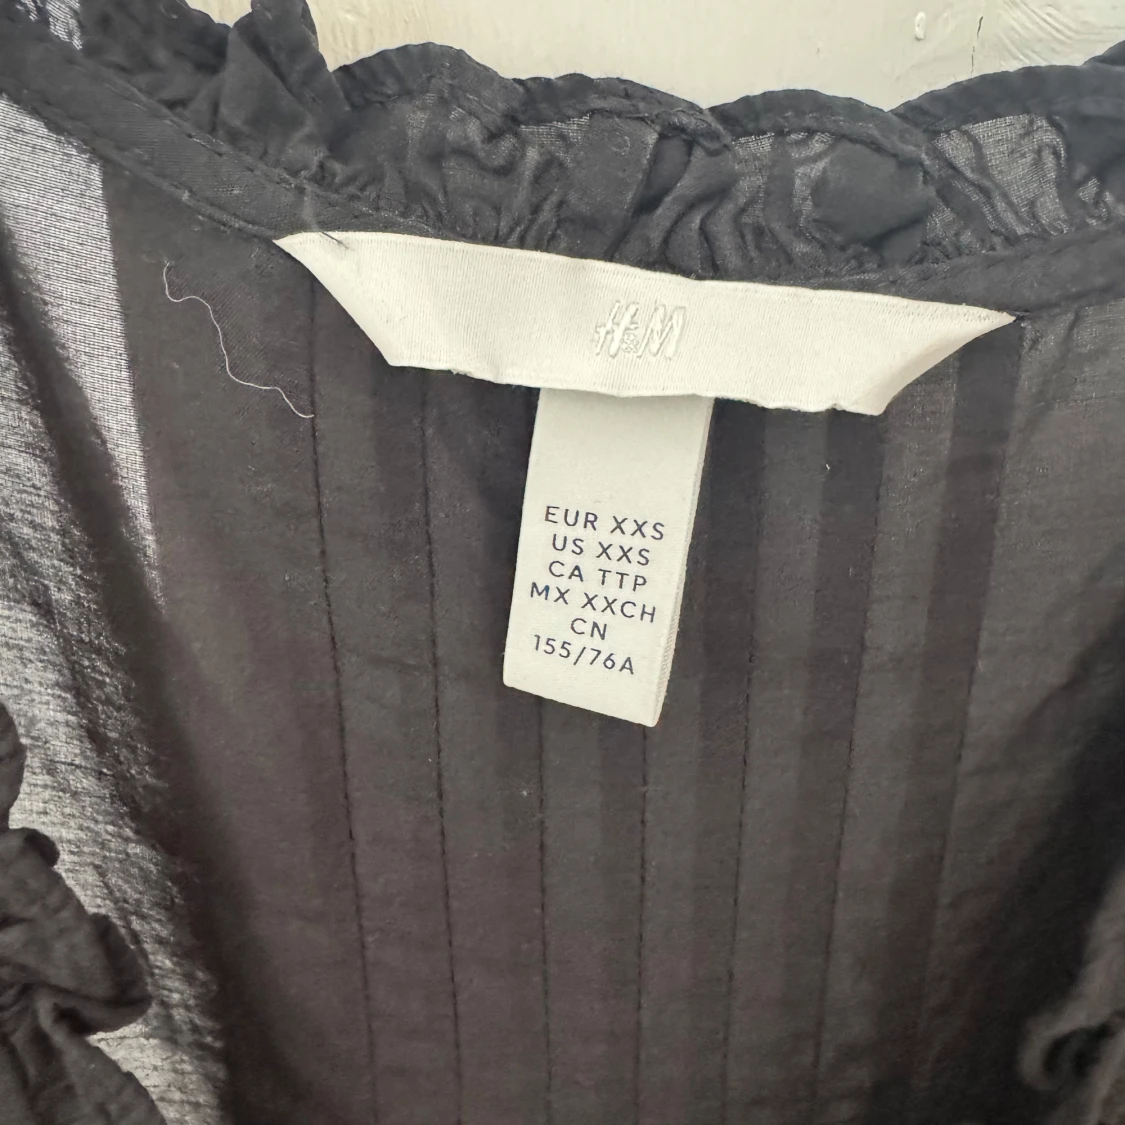 H&M
EUR XXS
US XXS
CA TTP
MX XXCH
CN
155/76A